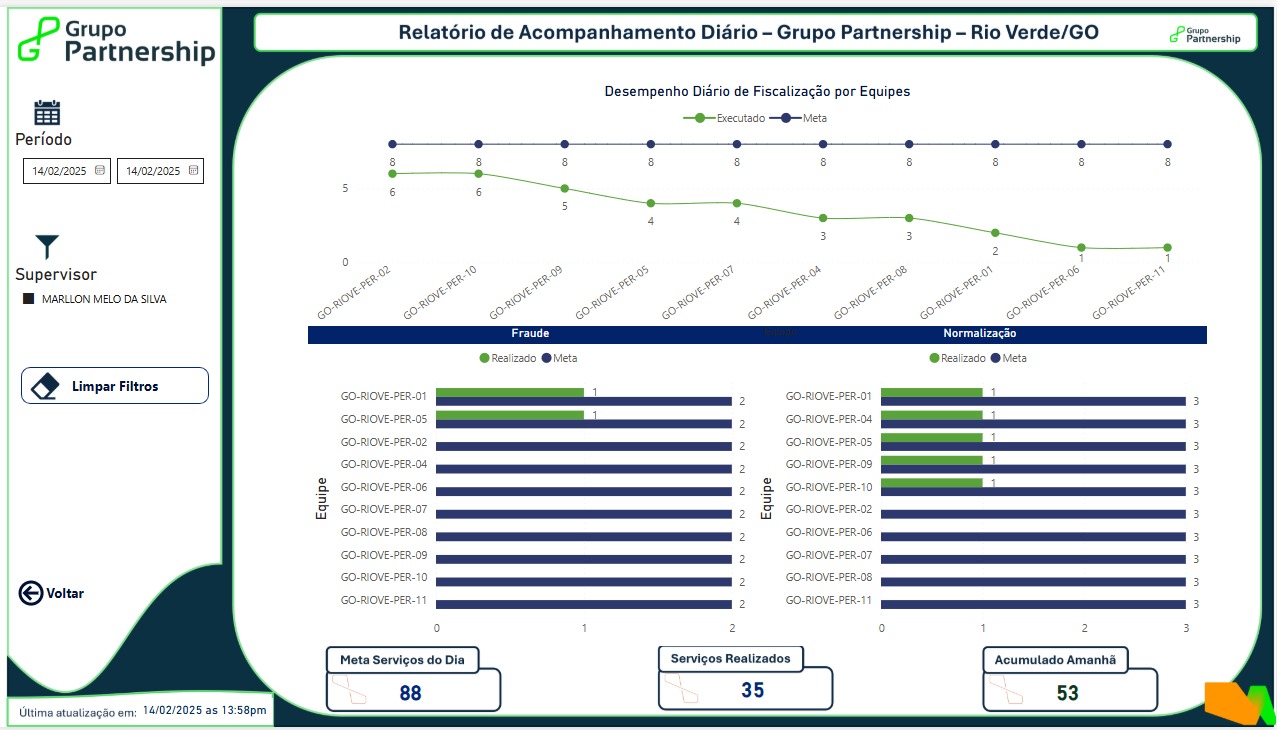 Grupo
Partnership
Relatório de Acompanhamento Diário – Grupo Partnership – Rio Verde/GO
Grupo
Partnership
Período
14/02/2025 14/02/2025
Supervisor
MARLLON MELO DA SILVA
Limpar Filtros
Voltar
Última atualização em: 14/02/2025 as 13:58pm
Desempenho Diário de Fiscalização por Equipes
Executado Meta
8 8 8 8 8 8 8 8 8 8
5
6 6 5 4 4 3 3 2 1 1
0
GO-RIOVE-PER-02 GO-RIOVE-PER-10 GO-RIOVE-PER-09 GO-RIOVE-PER-05 GO-RIOVE-PER-07 GO-RIOVE-PER-04 GO-RIOVE-PER-08 GO-RIOVE-PER-01 GO-RIOVE-PER-06 GO-RIOVE-PER-11
Fraude
Realizado Meta
Equipe
GO-RIOVE-PER-01 1 2
GO-RIOVE-PER-05 1 2
GO-RIOVE-PER-02 2
GO-RIOVE-PER-04 2
GO-RIOVE-PER-06 2
GO-RIOVE-PER-07 2
GO-RIOVE-PER-08 2
GO-RIOVE-PER-09 2
GO-RIOVE-PER-10 2
GO-RIOVE-PER-11 2
0 1 2
Normalização
Realizado Meta
Equipe
GO-RIOVE-PER-01 1 3
GO-RIOVE-PER-04 1 3
GO-RIOVE-PER-05 1 3
GO-RIOVE-PER-09 1 3
GO-RIOVE-PER-10 1 3
GO-RIOVE-PER-02 3
GO-RIOVE-PER-06 3
GO-RIOVE-PER-07 3
GO-RIOVE-PER-08 3
GO-RIOVE-PER-11 3
0 1 2 3
Meta Serviços do Dia
88
Serviços Realizados
35
Acumulado Amanhã
53